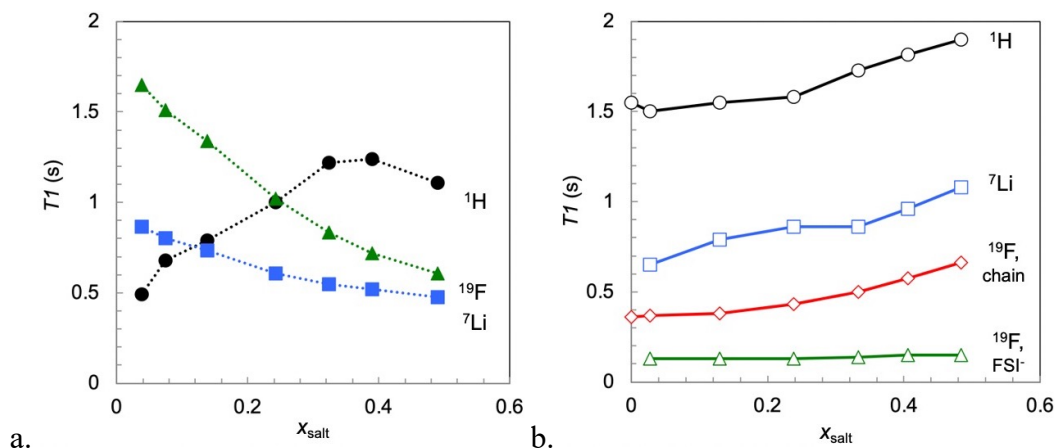 2
1.5
1
0.5
0
T1 (s)
¹H
¹⁹F
⁷Li
0
0.2
0.4
0.6
x_salt
a.
2
1.5
1
0.5
0
T1 (s)
¹H
⁷Li
¹⁹F,
chain
¹⁹F,
FSI⁻
0
0.2
0.4
0.6
x_salt
b.